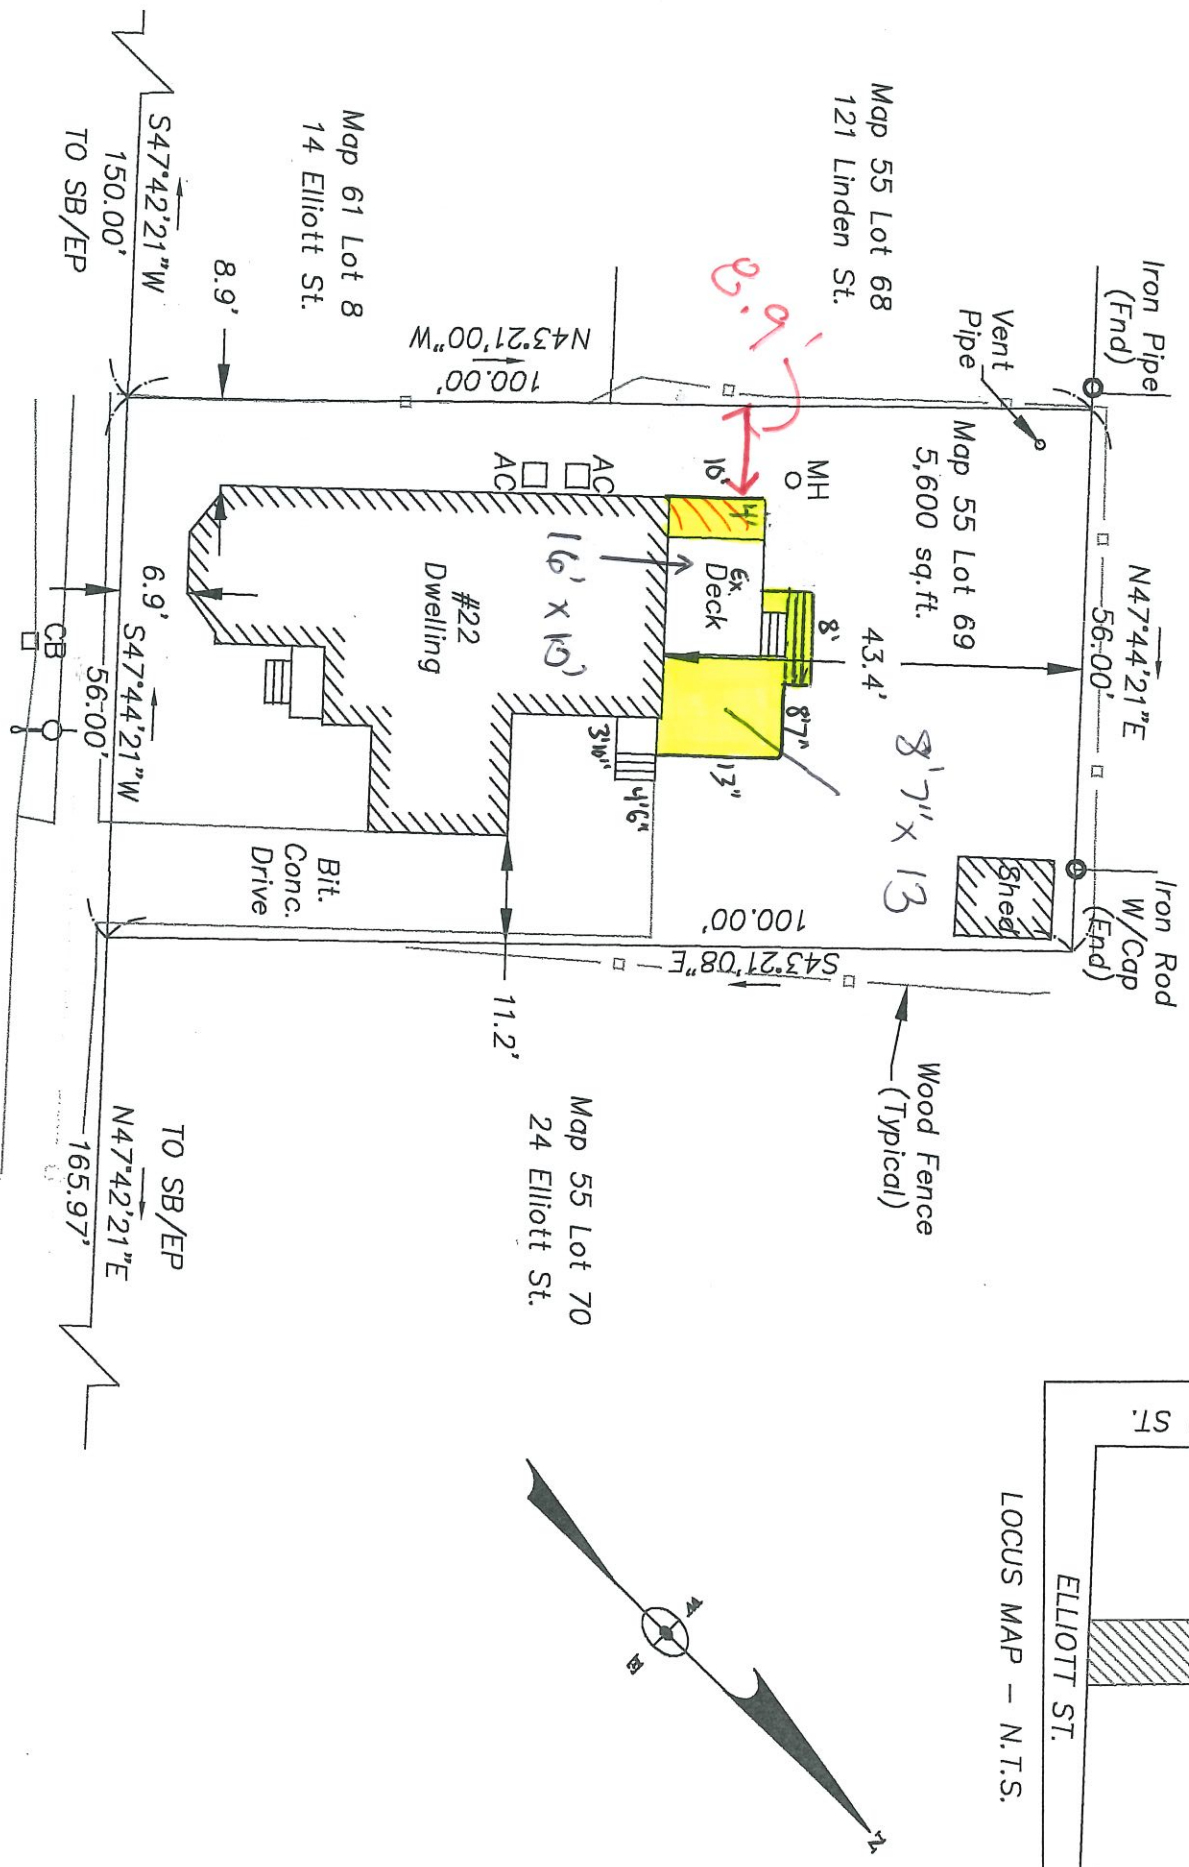 Iron Pipe
(Fnd)
N47°44'21"E
56.00'
Iron Rod
W/Cap
(Fnd)
Vent
Pipe
Map 55 Lot 69
5,600 sq.ft.
Shed
Wood Fence
(Typical)
Map 55 Lot 68
121 Linden St.
8.9'
MH
10'
4'
Ex.
Deck
8'
43.4'
8'7" x 13
8'7"
13"
16' x 10'
3'10"
4'6"
AC
AC
#22
Dwelling
N43°21'00"W
100.00'
100.00'
S43°21'08"E
11.2'
Map 55 Lot 70
24 Elliott St.
Map 61 Lot 8
14 Elliott St.
8.9'
6.9'
Bit.
Conc.
Drive
S47°42'21"W
150.00'
TO SB/EP
S47°44'21"W
56.00'
CB
TO SB/EP
N47°42'21"E
165.97'
N
W
E
ST.
ELLIOTT ST.
LOCUS MAP - N.T.S.